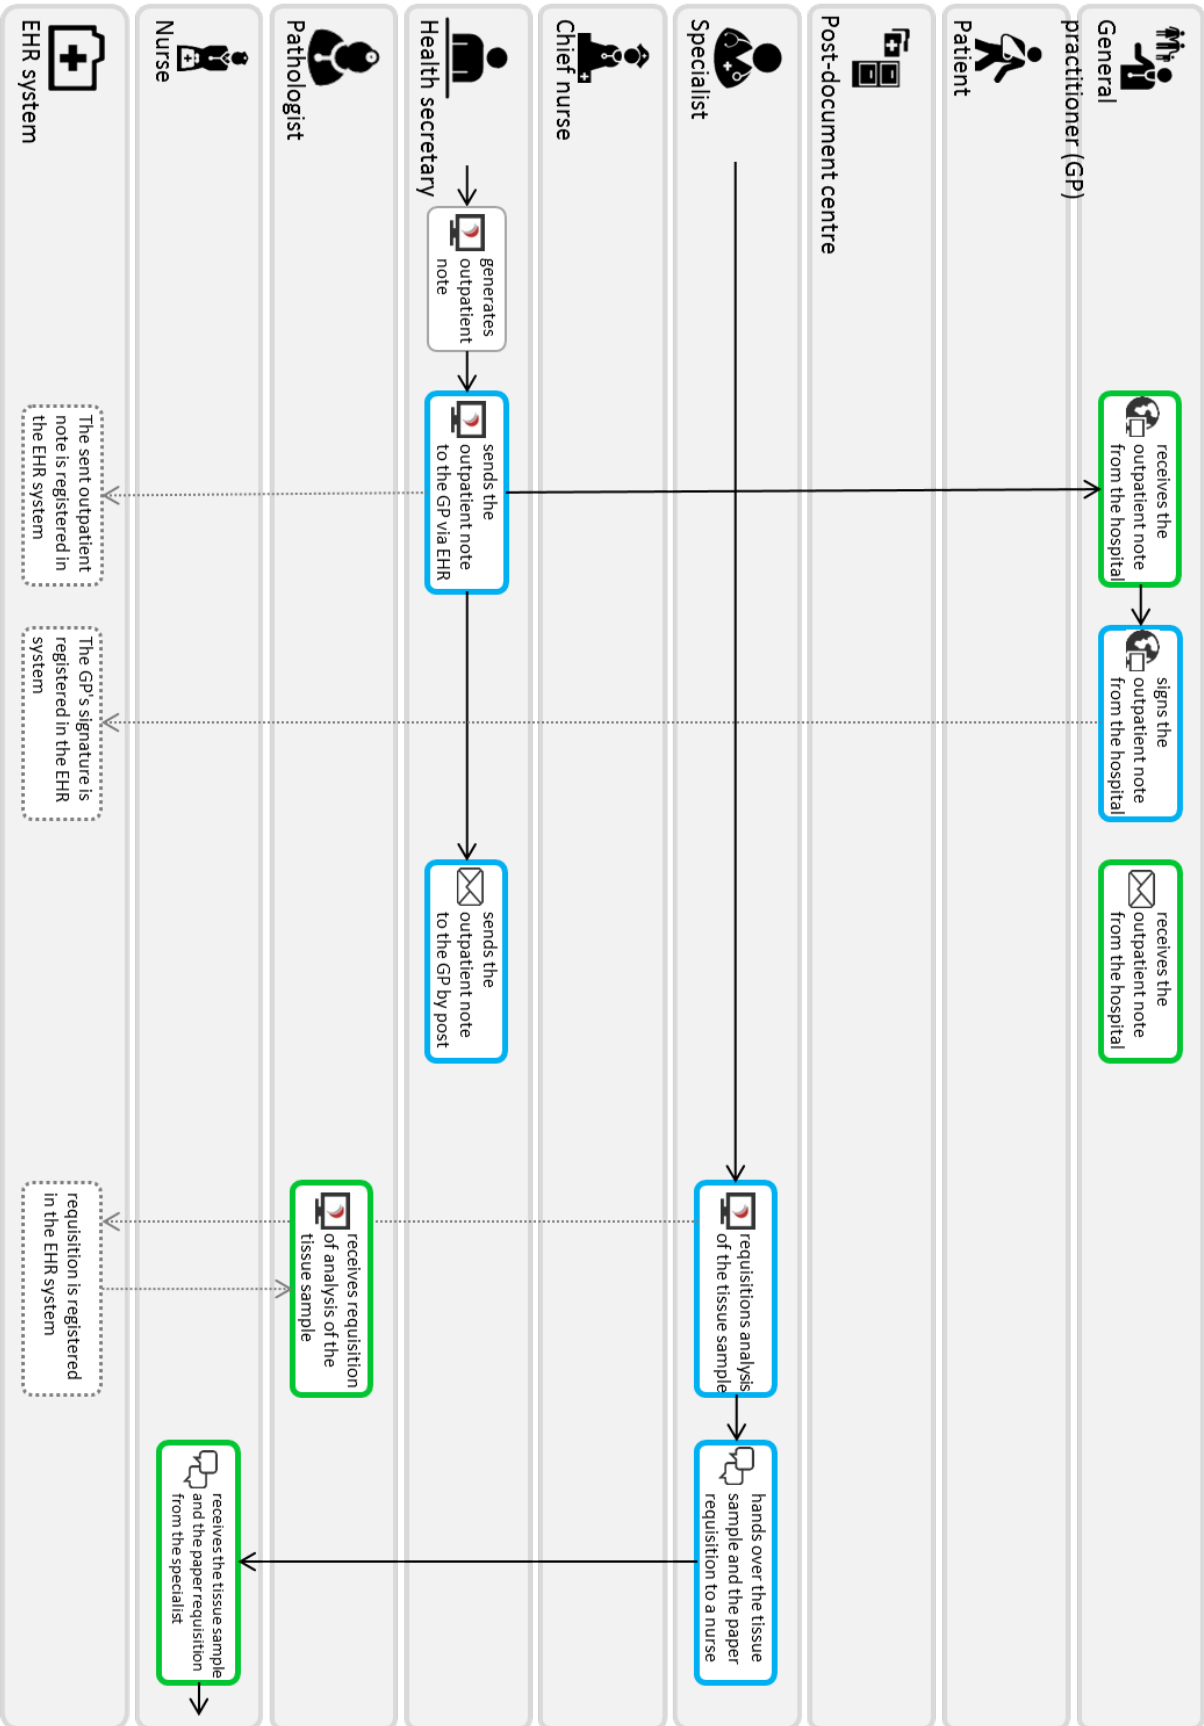 General
practitioner (GP)
receives the
outpatient note
from the hospital
signs the
outpatient note
from the hospital
receives the
outpatient note
from the hospital
Patient
Post-document centre
Specialist
requisitions analysis
of the tissue sample
hands over the tissue
sample and the paper
requisition to a nurse
Chief nurse
Health secretary
generates
outpatient
note
sends the
outpatient note
to the GP via EHR
sends the
outpatient note
to the GP by post
Pathologist
receives requisition
of analysis of the
tissue sample
Nurse
receives the tissue sample
and the paper requisition
from the specialist
EHR system
The sent outpatient
note is registered in
the EHR system
The GP's signature is
registered in the EHR
system
requisition is registered
in the EHR system